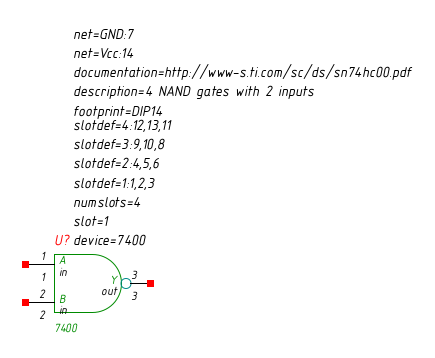 net=GND:7
net=Vcc:14
documentation=http://www-s.ti.com/sc/ds/sn74hc00.pdf
description=4 NAND gates with 2 inputs
footprint=DIP14
slotdef=4:12,13,11
slotdef=3:9,10,8
slotdef=2:4,5,6
slotdef=1:1,2,3
numslots=4
slot=1
U? device=7400
1 A
in
1
Y 3
out
3
2 B
in
2
7400